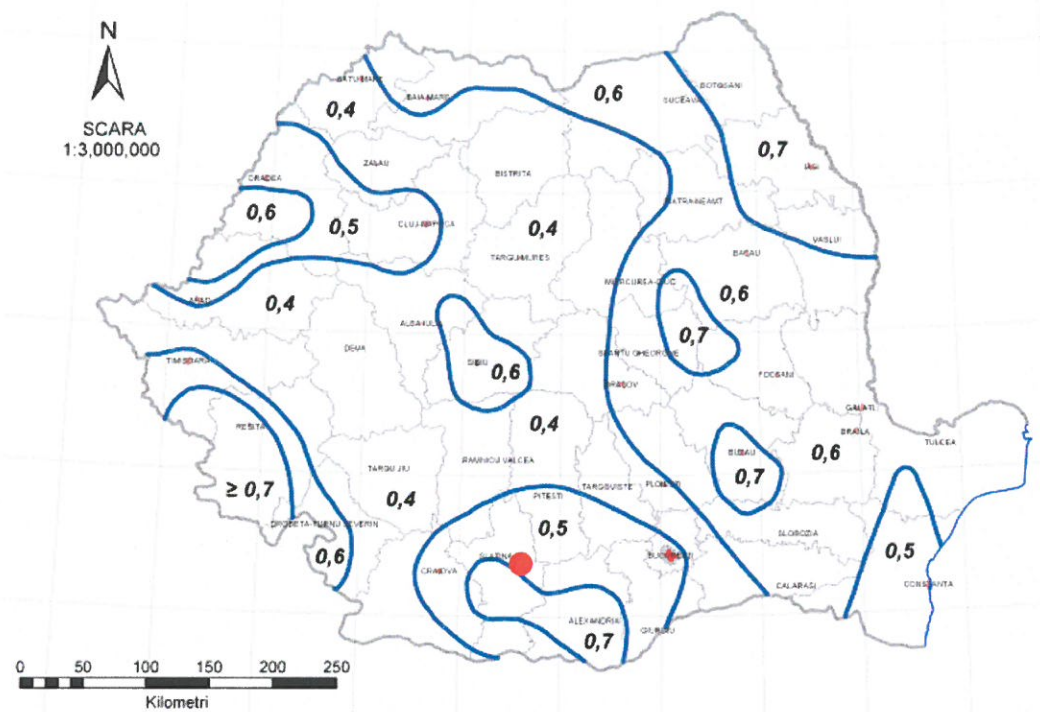 N
SCARA
1:3,000,000
SATU MARE
BAIA MARE
0,4
0,6
SUCEAVA
BOTOSANI
0,7
IASI
ZALAU
BISTRITA
ORADEA
0,6
0,5
CLUJ-NAPOCA
0,4
PIATRA-NEAMT
VASLUI
TARGU-MURES
BACAU
ARAD
0,4
MIERCUREA-CIUC
0,6
ALBA-IULIA
0,7
DEVA
TIMISOARA
SIBIU
0,6
SFANTU GHEORGHE
FOCSANI
BRASOV
GALATI
RESITA
0,4
BRAILA
TULCEA
0,6
BUZAU
0,7
TARGU JIU
RAMNICU VALCEA
≥ 0,7
0,4
TARGOVISTE
PLOIESTI
PITESTI
DROBETA-TURNU SEVERIN
0,5
SLOBOZIA
0,6
SLATINA
BUCURESTI
0,5
CRAIOVA
CALARASI
CONSTANTA
ALEXANDRIA
0,7
GIURGIU
0 50 100 150 200 250
Kilometri